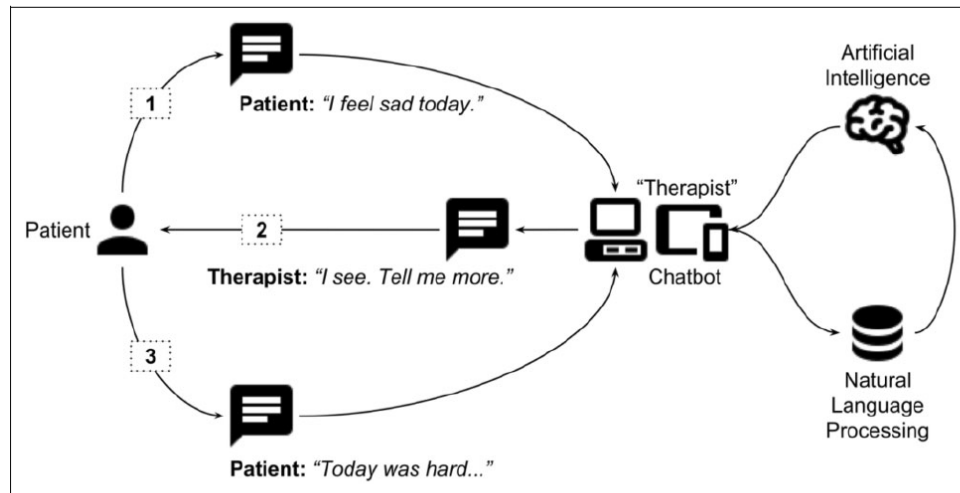 1
Patient: "I feel sad today."
Patient
2
Therapist: "I see. Tell me more."
"Therapist"
Chatbot
Artificial
Intelligence
3
Patient: "Today was hard..."
Natural
Language
Processing